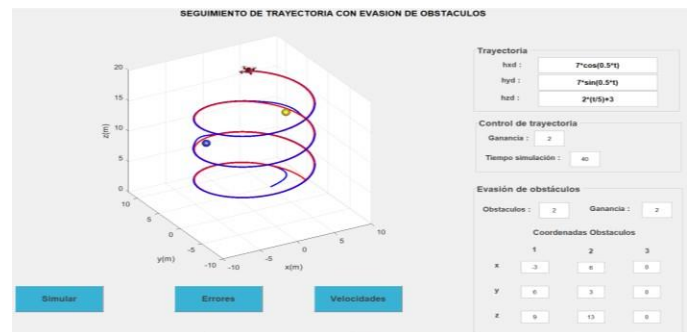 SEGUIMIENTO DE TRAYECTORIA CON EVASION DE OBSTACULOS
20
15
10
5
0
z(m)
10
5
0
-5
-10
y(m)
-10
-5
0
5
10
x(m)
Simular
Errores
Velocidades
Trayectoria
hxd : 7*cos(0.5*t)
hyd : 7*sin(0.5*t)
hzd : 2*(t/5)+3
Control de trayectoria
Ganancia : 2
Tiempo simulación : 40
Evasión de obstáculos
Obstaculos : 2 Ganancia : 2
Coordenadas Obstaculos
1 2 3
x -3 6 0
y 6 3 0
z 9 13 0